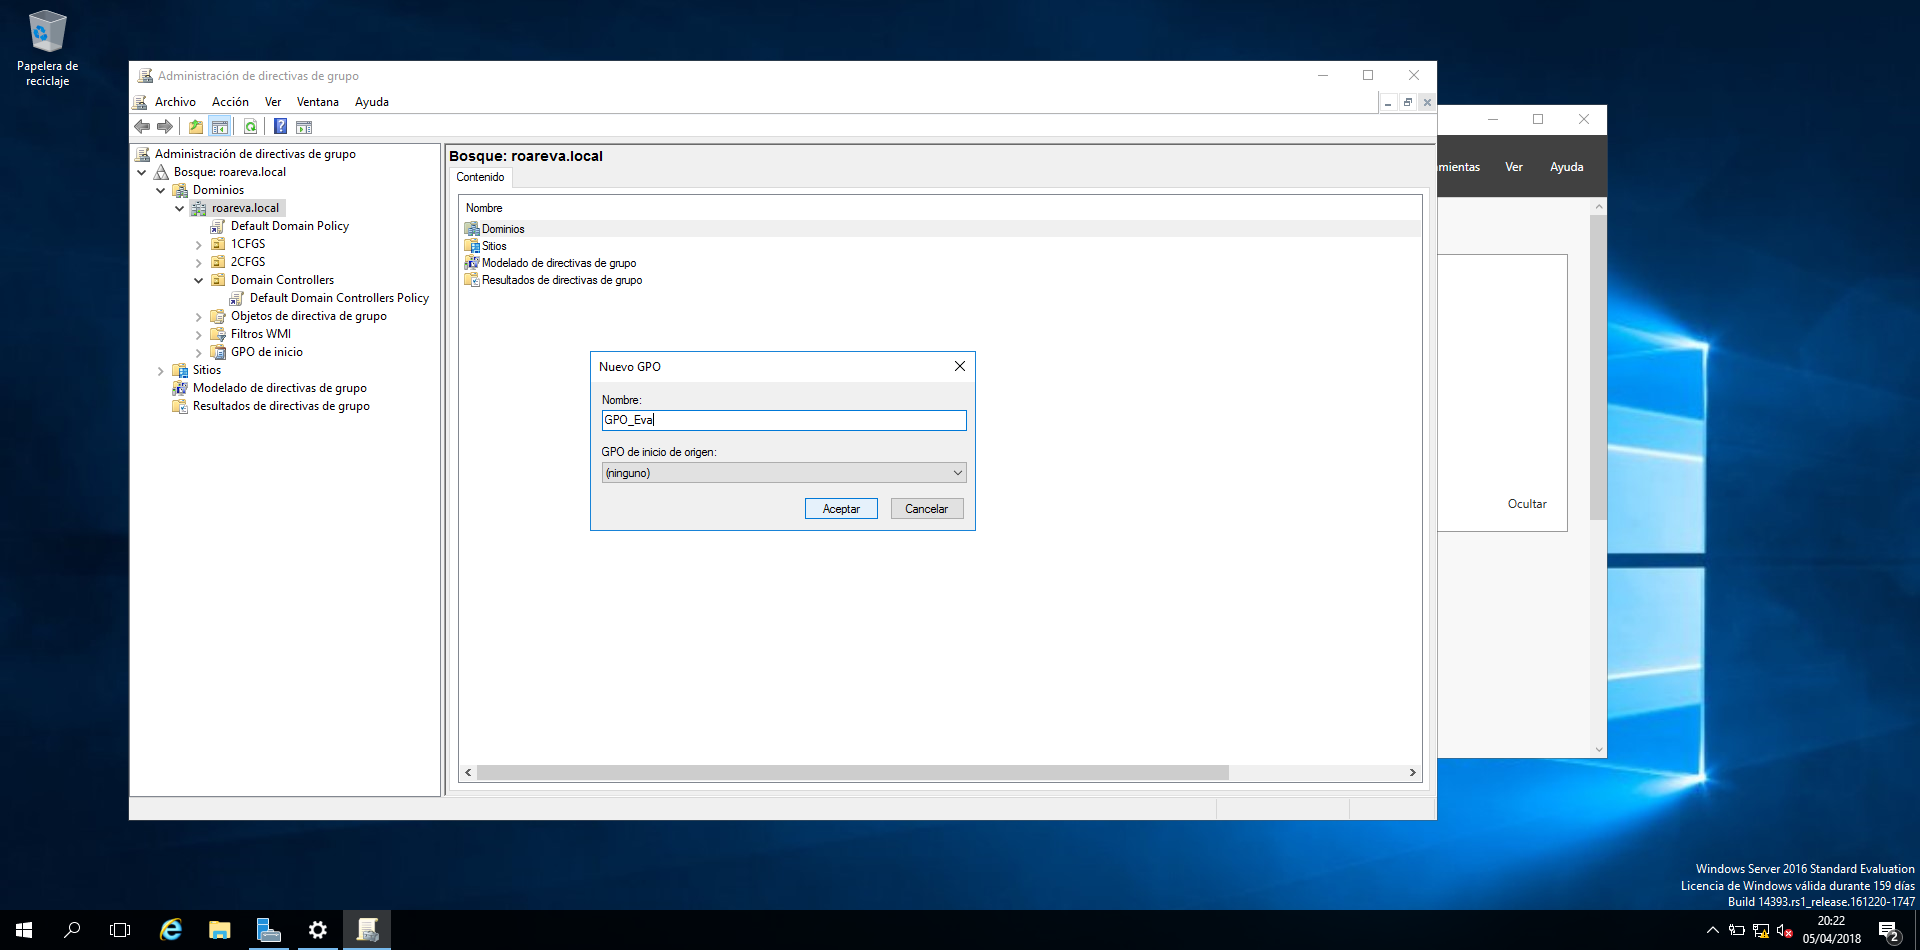 Papelera de
reciclaje
Administración de directivas de grupo
Archivo Acción Ver Ventana Ayuda
Administración de directivas de grupo
Bosque: roareva.local
Dominios
roareva.local
Default Domain Policy
1CFGS
2CFGS
Domain Controllers
Default Domain Controllers Policy
Objetos de directiva de grupo
Filtros WMI
GPO de inicio
Sitios
Modelado de directivas de grupo
Resultados de directivas de grupo
Bosque: roareva.local
Contenido
Nombre
Dominios
Sitios
Modelado de directivas de grupo
Resultados de directivas de grupo
Nuevo GPO
Nombre:
GPO_Eva
GPO de inicio de origen:
(ninguno)
Aceptar Cancelar
mientas Ver Ayuda
Ocultar
Windows Server 2016 Standard Evaluation
Licencia de Windows válida durante 159 días
Build 14393.rs1_release.161220-1747
20:22
05/04/2018
2